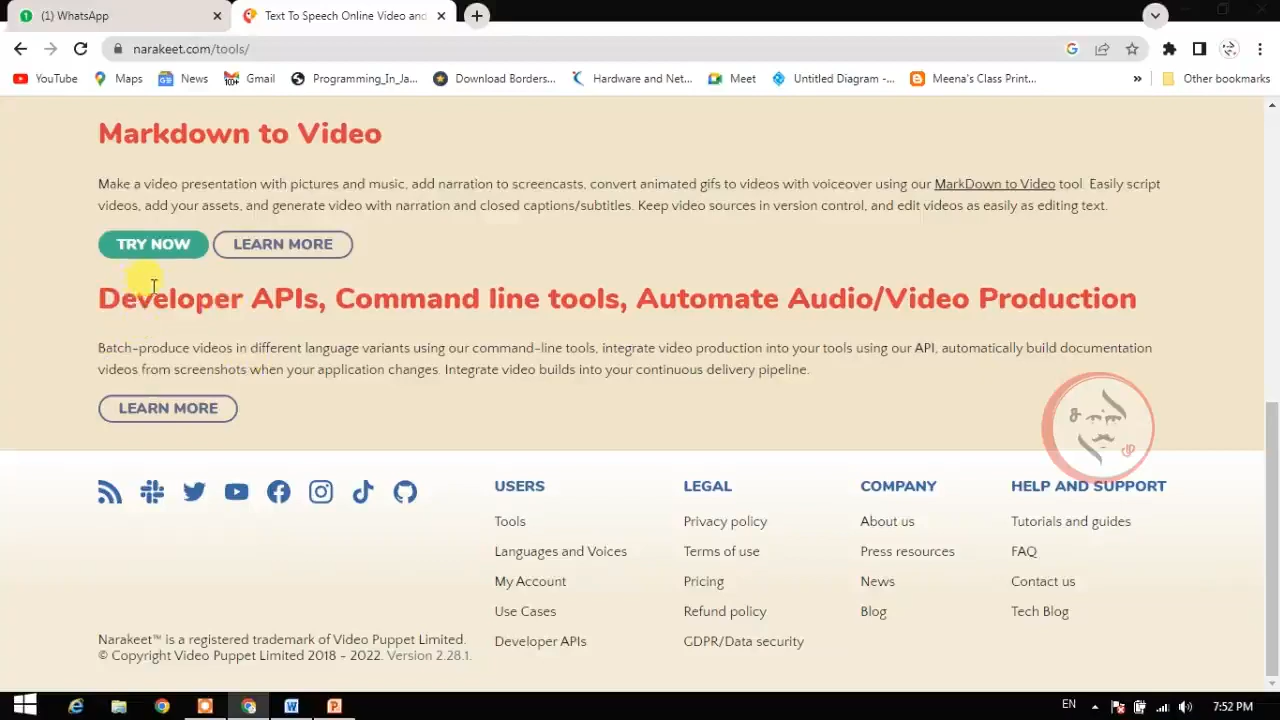 (1) WhatsApp
Text To Speech Online Video and
narakeet.com/tools/
YouTube
Maps
News
Gmail
Programming_In_Ja...
Download Borders...
Hardware and Net...
Meet
Untitled Diagram -...
Meena's Class Print...
»
Other bookmarks
Markdown to Video
Make a video presentation with pictures and music, add narration to screencasts, convert animated gifs to videos with voiceover using our MarkDown to Video tool. Easily script
videos, add your assets, and generate video with narration and closed captions/subtitles. Keep video sources in version control, and edit videos as easily as editing text.
TRY NOW
LEARN MORE
Developer APIs, Command line tools, Automate Audio/Video Production
Batch-produce videos in different language variants using our command-line tools, integrate video production into your tools using our API, automatically build documentation
videos from screenshots when your application changes. Integrate video builds into your continuous delivery pipeline.
LEARN MORE
USERS
Tools
Languages and Voices
My Account
Use Cases
Developer APIs
LEGAL
Privacy policy
Terms of use
Pricing
Refund policy
GDPR/Data security
COMPANY
About us
Press resources
News
Blog
HELP AND SUPPORT
Tutorials and guides
FAQ
Contact us
Tech Blog
Narakeet™ is a registered trademark of Video Puppet Limited.
© Copyright Video Puppet Limited 2018 - 2022. Version 2.28.1.
EN
7:52 PM